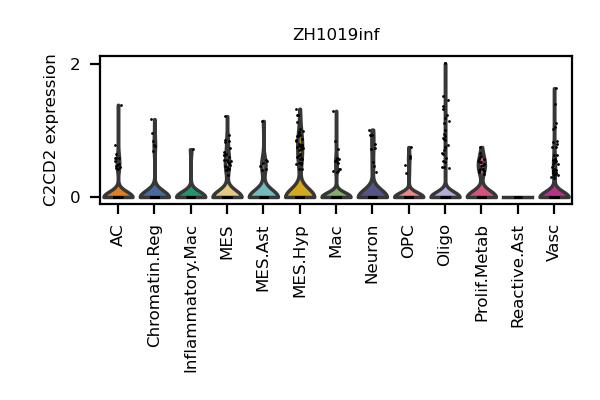 ZH1019inf
C2CD2 expression
2
0
AC
Chromatin.Reg
Inflammatory.Mac
MES
MES.Ast
MES.Hyp
Mac
Neuron
OPC
Oligo
Prolif.Metab
Reactive.Ast
Vasc